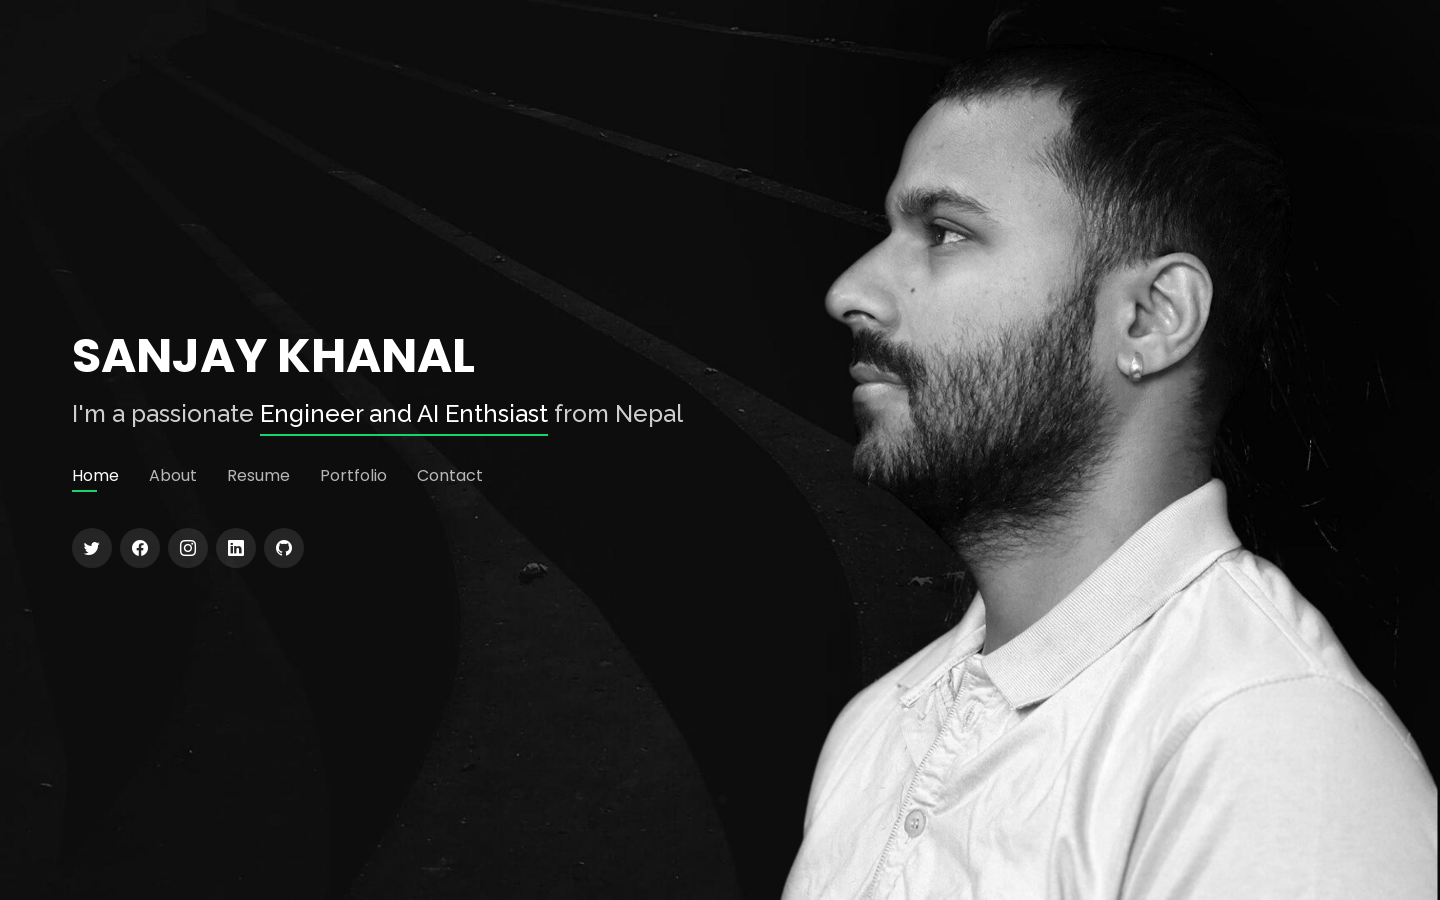 SANJAY KHANAL
I'm a passionate Engineer and AI Enthsiast from Nepal
Home About Resume Portfolio Contact